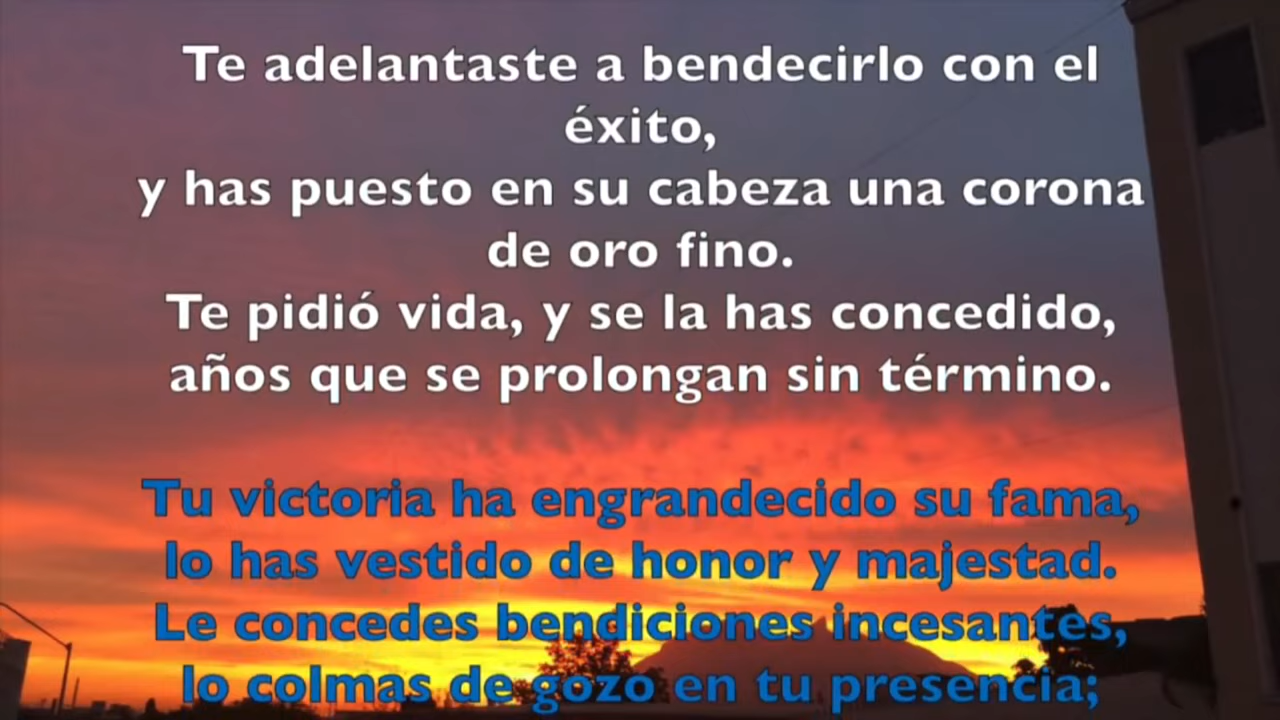 Te adelantaste a bendecirlo con el
éxito,
y has puesto en su cabeza una corona
de oro fino.
Te pidió vida, y se la has concedido,
años que se prolongan sin término.
Tu victoria ha engrandecido su fama,
lo has vestido de honor y majestad.
Le concedes bendiciones incesantes,
lo colmas de gozo en tu presencia;